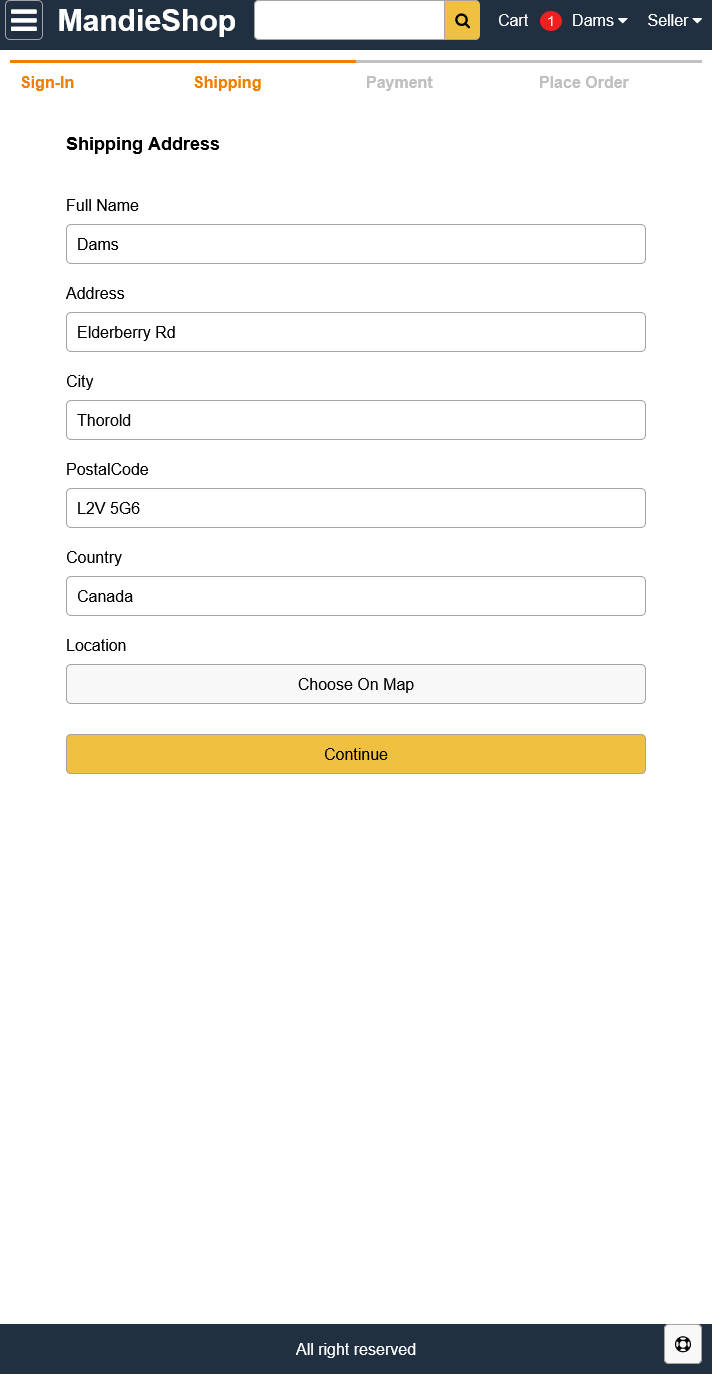 MandieShop Cart 1 Dams Seller
Sign-In Shipping Payment Place Order
Shipping Address
Full Name
Dams
Address
Elderberry Rd
City
Thorold
PostalCode
L2V 5G6
Country
Canada
Location
Choose On Map
Continue
All right reserved